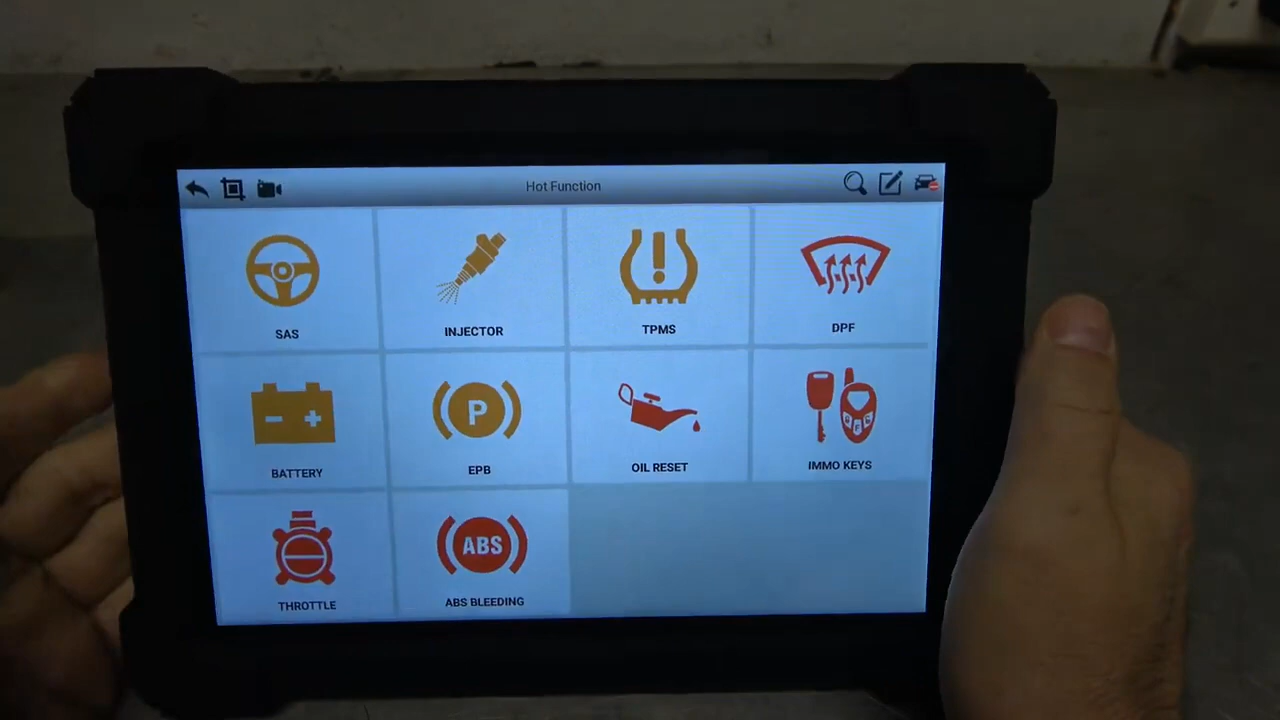 Hot Function
SAS
INJECTOR
TPMS
DPF
BATTERY
P
EPB
OIL RESET
IMMO KEYS
THROTTLE
ABS
ABS BLEEDING